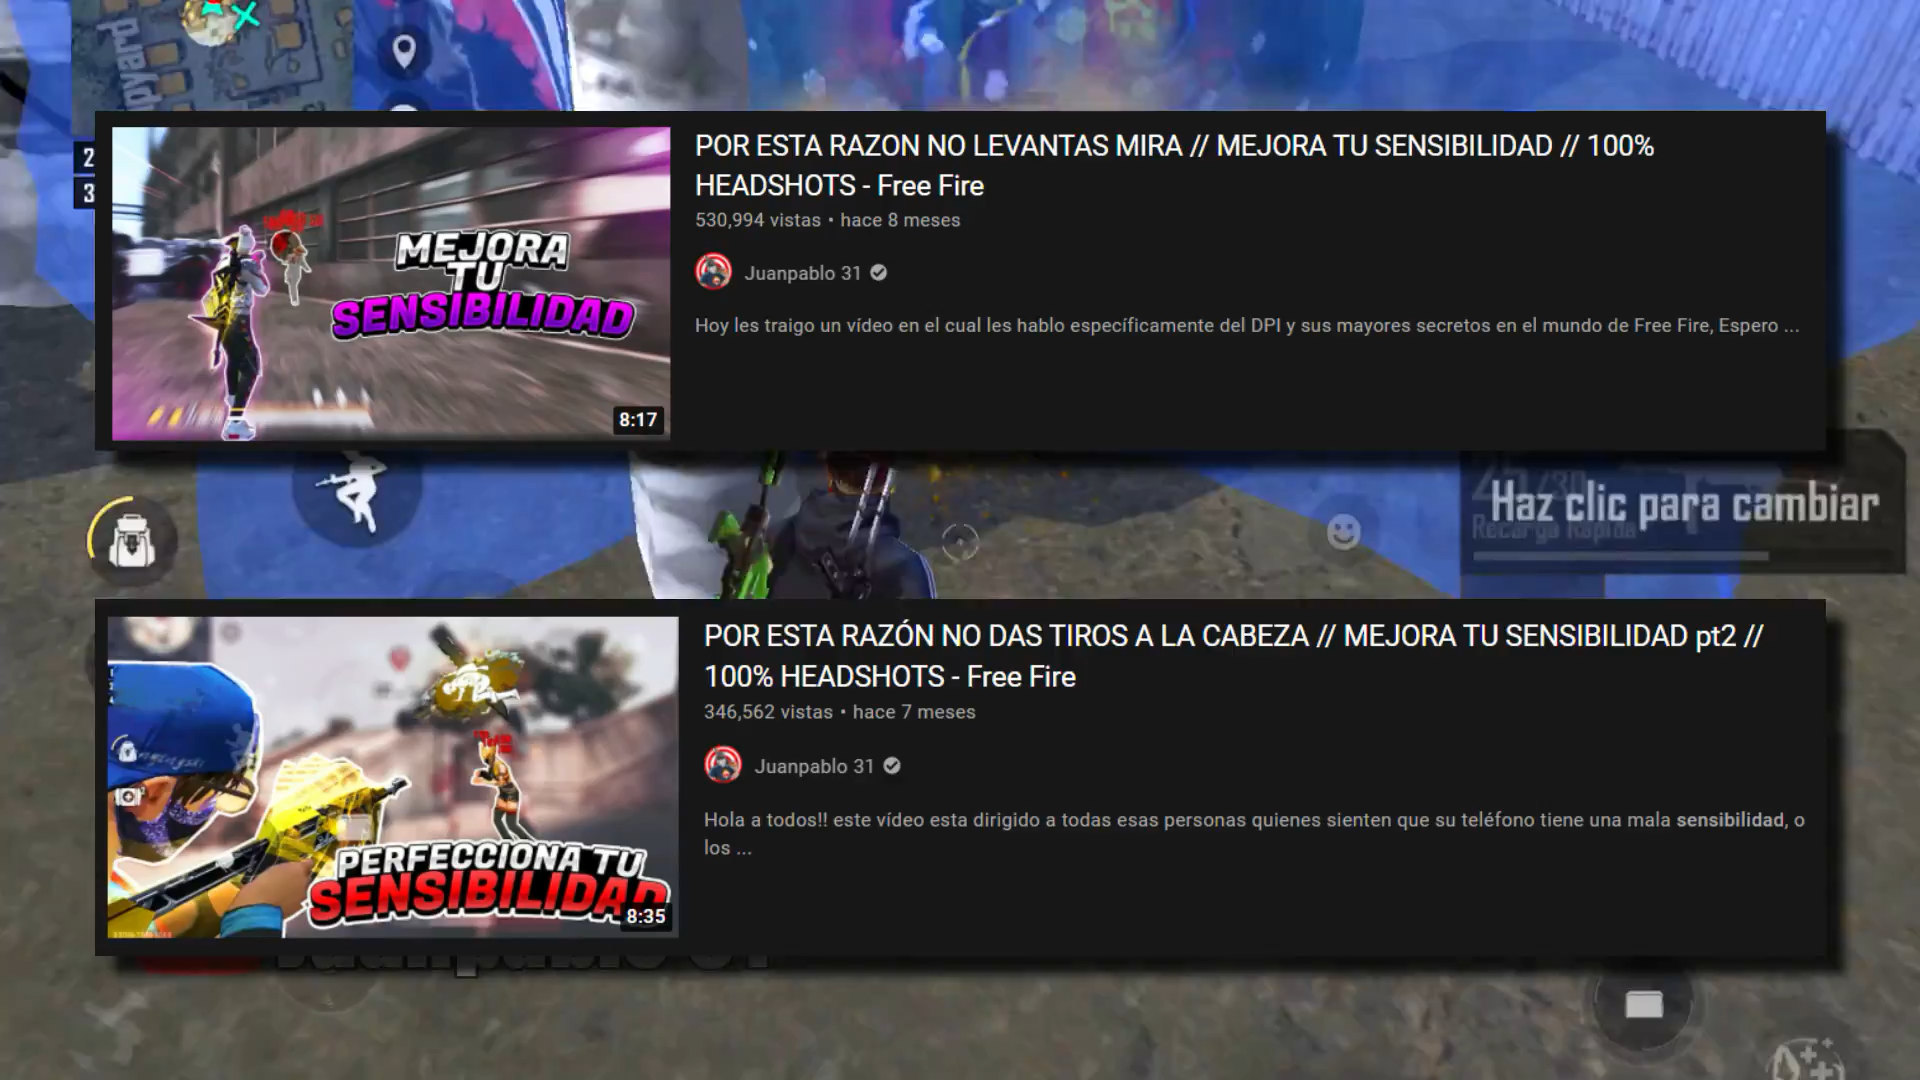 2
3
MEJORA
TU
SENSIBILIDAD
8:17
POR ESTA RAZON NO LEVANTAS MIRA // MEJORA TU SENSIBILIDAD // 100%
HEADSHOTS - Free Fire
530,994 vistas • hace 8 meses
Juanpablo 31
Hoy les traigo un vídeo en el cual les hablo específicamente del DPI y sus mayores secretos en el mundo de Free Fire, Espero ...
Haz clic para cambiar
Recarga Rápida
PERFECCIONA TU
SENSIBILIDAD
8:35
POR ESTA RAZÓN NO DAS TIROS A LA CABEZA // MEJORA TU SENSIBILIDAD pt2 //
100% HEADSHOTS - Free Fire
346,562 vistas • hace 7 meses
Juanpablo 31
Hola a todos!! este vídeo esta dirigido a todas esas personas quienes sienten que su teléfono tiene una mala sensibilidad, o
los ...